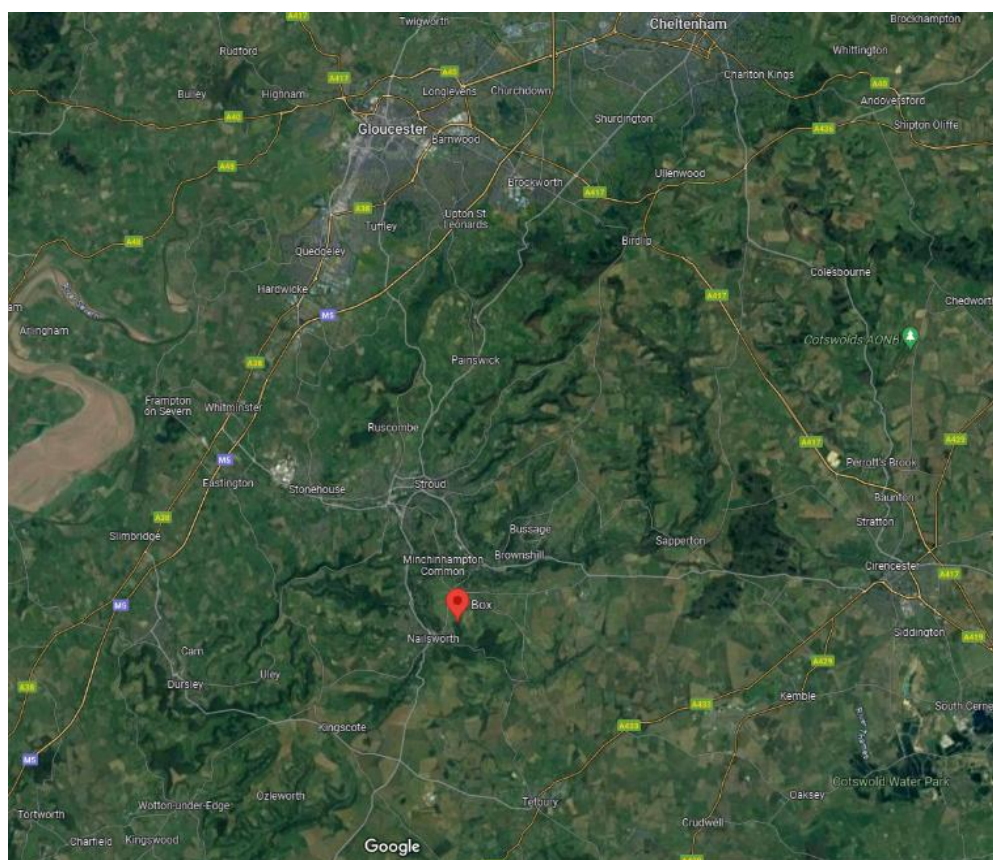 Cheltenham
Brockhampton
A417
Twigworth
Rudford
Whittington
A417
A40
Charlton Kings
Bulley
Highnam
Longlevens
Churchdown
A40
Andoversford
A40
Shurdington
Gloucester
Barnwood
A436
Shipton Oliffe
Ullenwood
A48
Brockworth
A417
A38
Tuffley
Upton St
Leonards
A48
Birdlip
Quedgeley
Colesbourne
Hardwicke
A417
Chedworth
M5
Arlingham
Cotswolds AONB
Painswick
A38
Frampton
on Severn
Whitminster
Ruscombe
A417
A429
M5
Perrott's Brook
Eastington
Stonehouse
Stroud
Baunton
A38
Stratton
Slimbridge
Bussage
Sapperton
Minchinhampton
Common
Brownshill
Cirencester
A417
M5
Box
Nailsworth
Siddington
A419
Cam
Uley
A429
Dursley
A38
Kemble
A433
South Cerne
Kingscote
A433
River Thames
M5
Cotswold Water Park
Ozleworth
Oaksey
Wotton-under-Edge
Tetbury
Tortworth
Crudwell
Charfield
Kingswood
Google